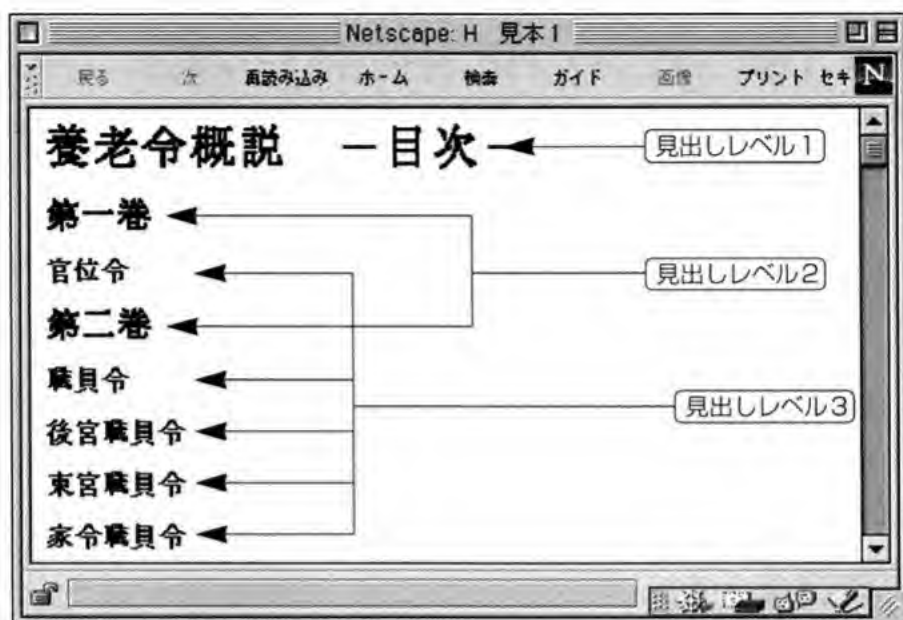 Netscape: H 見本1
戻る 次 再読み込み ホーム 検索 ガイド 画像 プリント セキ N
養老令概説 －目次－ 見出しレベル1
第一巻
官位令 見出しレベル2
第二巻
職員令
見出しレベル3
後宮職員令
東宮職員令
家令職員令